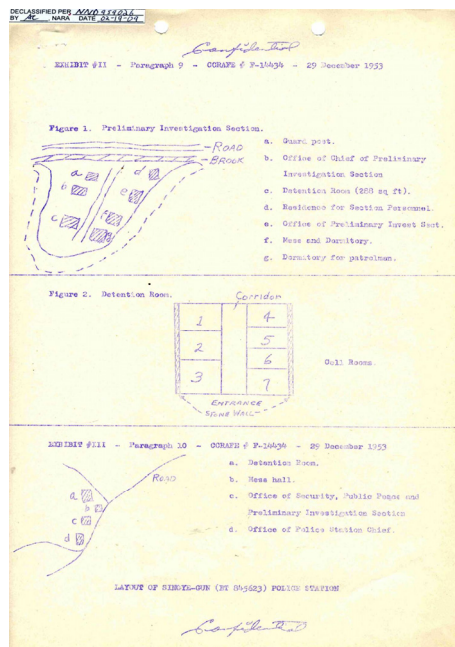 DECLASSIFIED PER NND 959026
BY AC, NARA DATE 02-19-09
Confidential
EXHIBIT #II - Paragraph 9 - CCRAFE # F-14434 - 29 December 1953
Figure 1. Preliminary Investigation Section.
ROAD
BROOK
a
b
c
d
e
f
g
a. Guard post.
b. Office of Chief of Preliminary
Investigation Section
c. Detention Room (288 sq ft).
d. Residence for Section Personnel.
e. Office of Preliminary Invest Sect.
f. Mess and Dormitory.
g. Dormitory for patrolmen.
Figure 2. Detention Room.
Corridor
1
2
3
4
5
6
7
ENTRANCE
STONE WALL
Cell Rooms.
EXHIBIT #III - Paragraph 10 - CCRAFE # F-14434 - 29 December 1953
ROAD
a
b
c
d
a. Detention Room.
b. Mess hall.
c. Office of Security, Public Peace and
Preliminary Investigation Section
d. Office of Police Station Chief.
LAYOUT OF SINGYE-GUN (BT 845623) POLICE STATION
Confidential